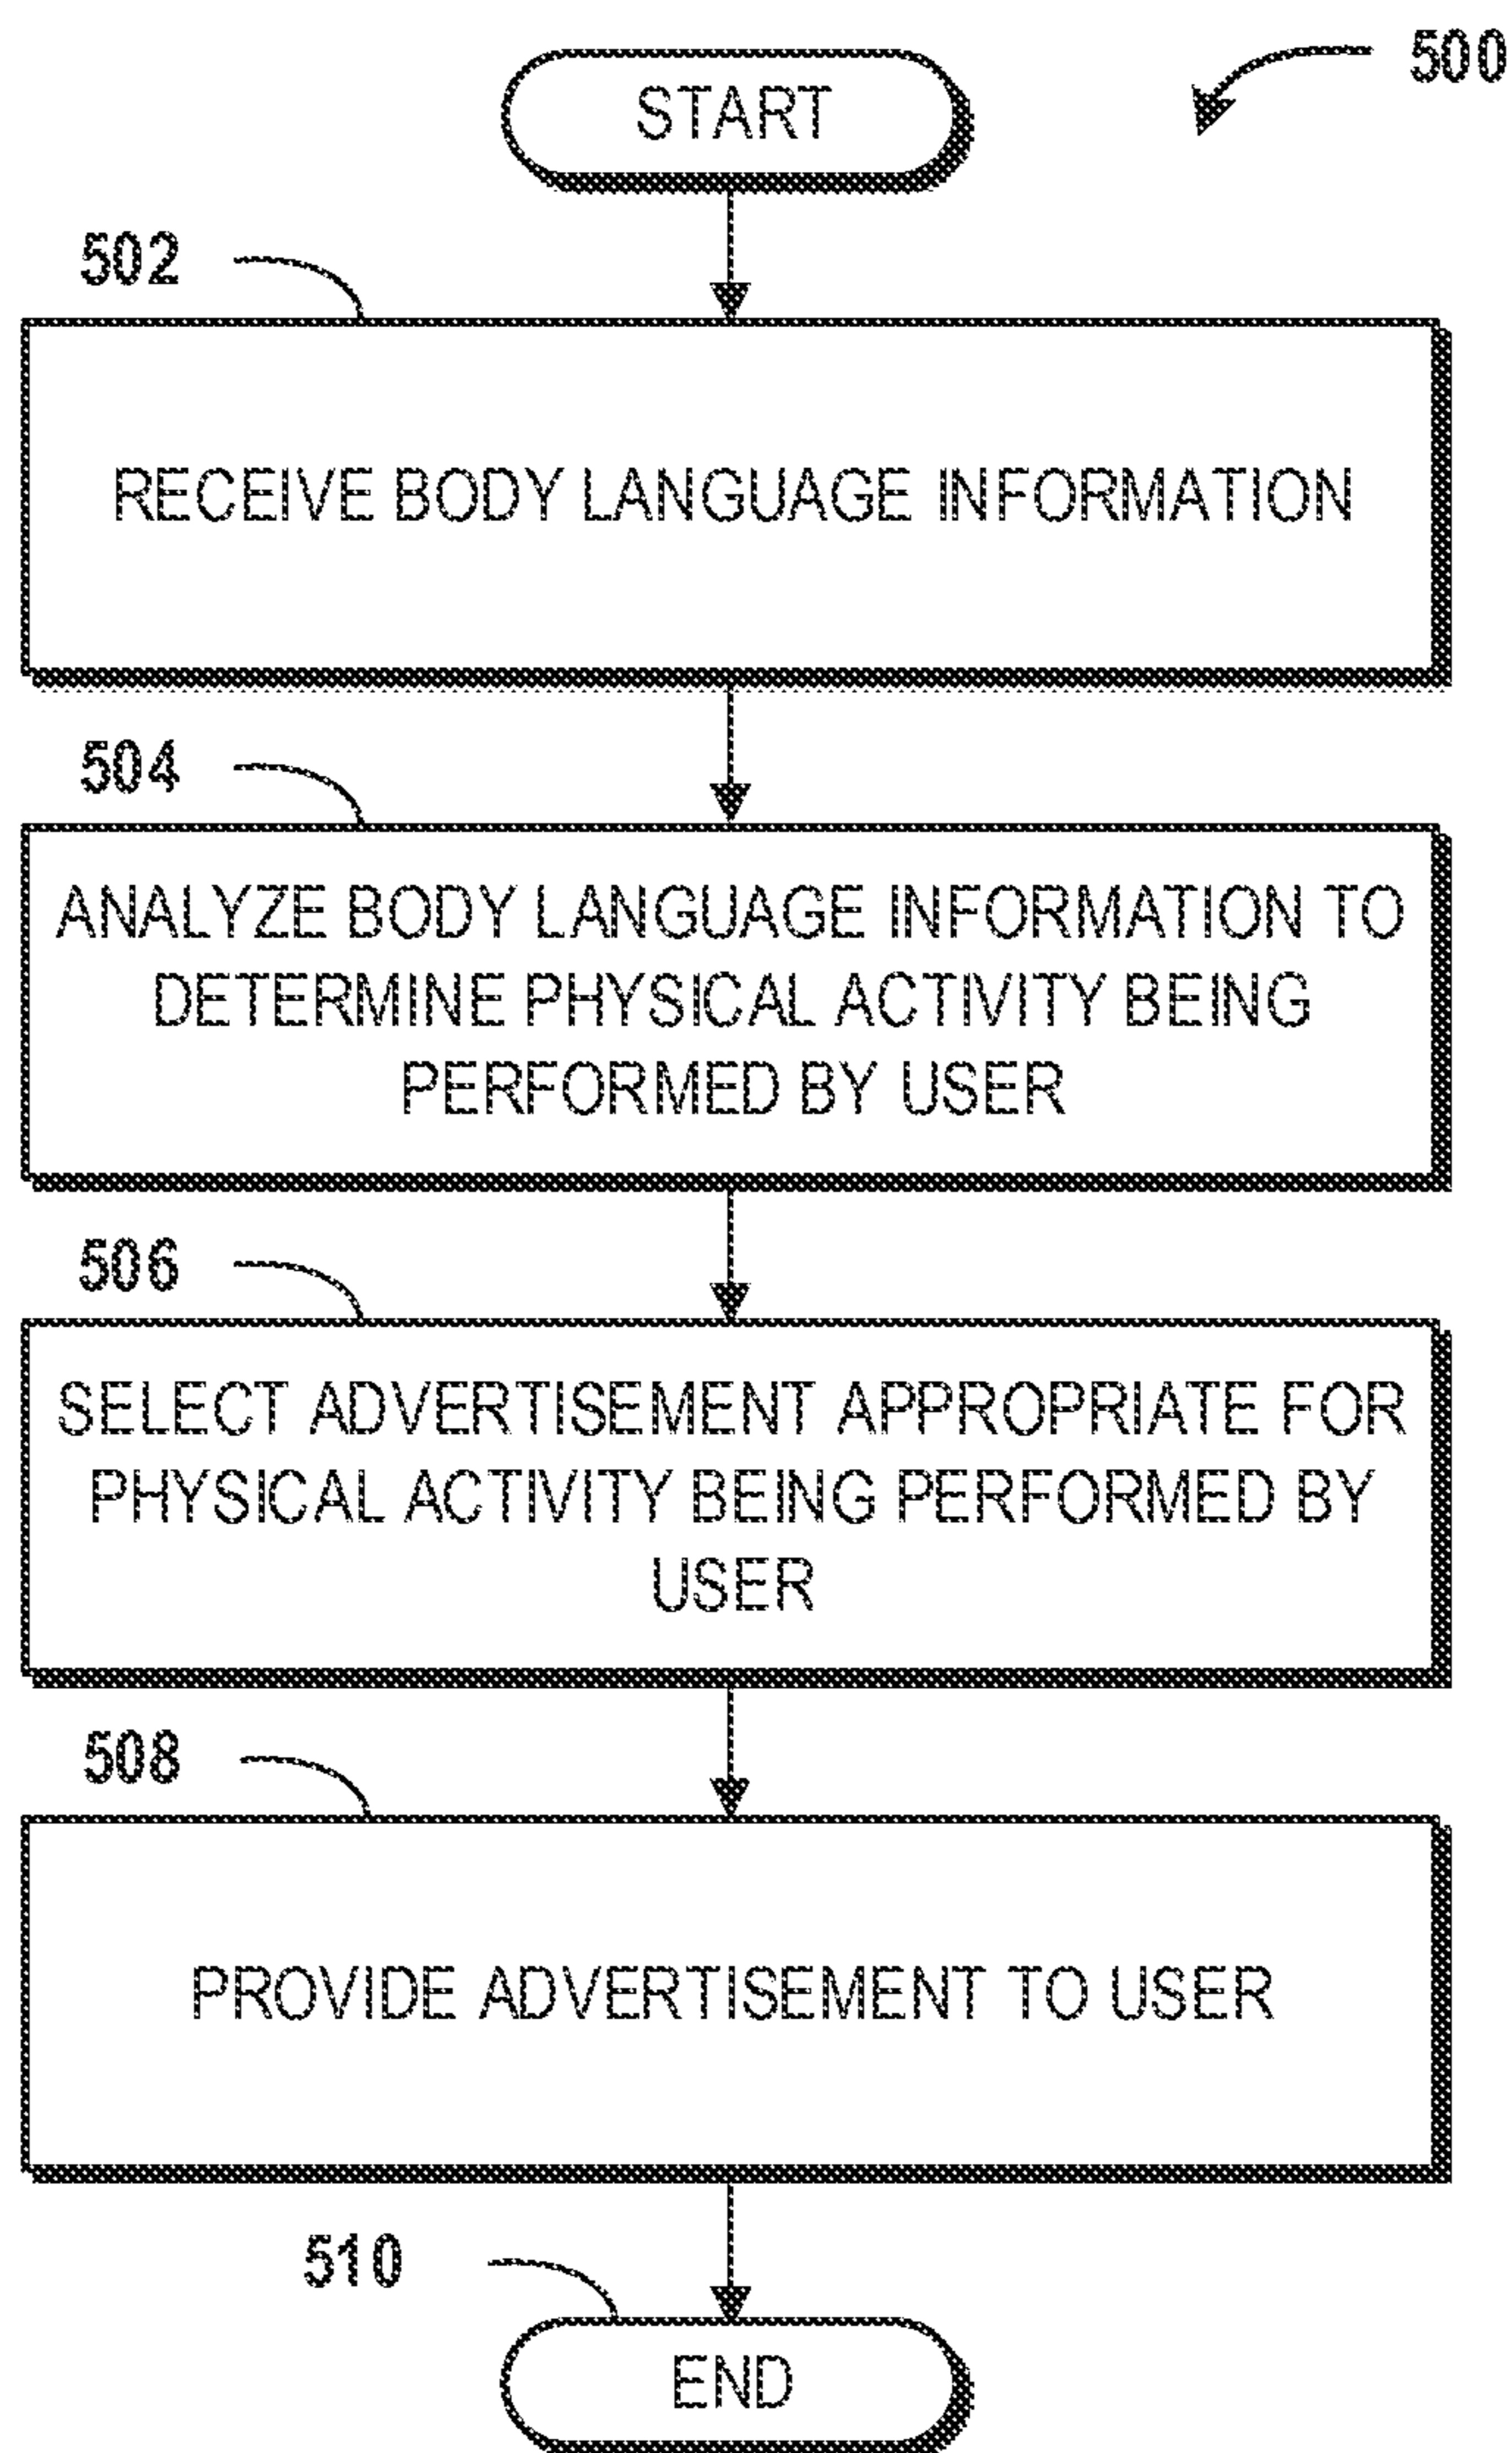 500
START
502
RECEIVE BODY LANGUAGE INFORMATION
504
ANALYZE BODY LANGUAGE INFORMATION TO
DETERMINE PHYSICAL ACTIVITY BEING
PERFORMED BY USER
506
SELECT ADVERTISEMENT APPROPRIATE FOR
PHYSICAL ACTIVITY BEING PERFORMED BY
USER
508
PROVIDE ADVERTISEMENT TO USER
510
END